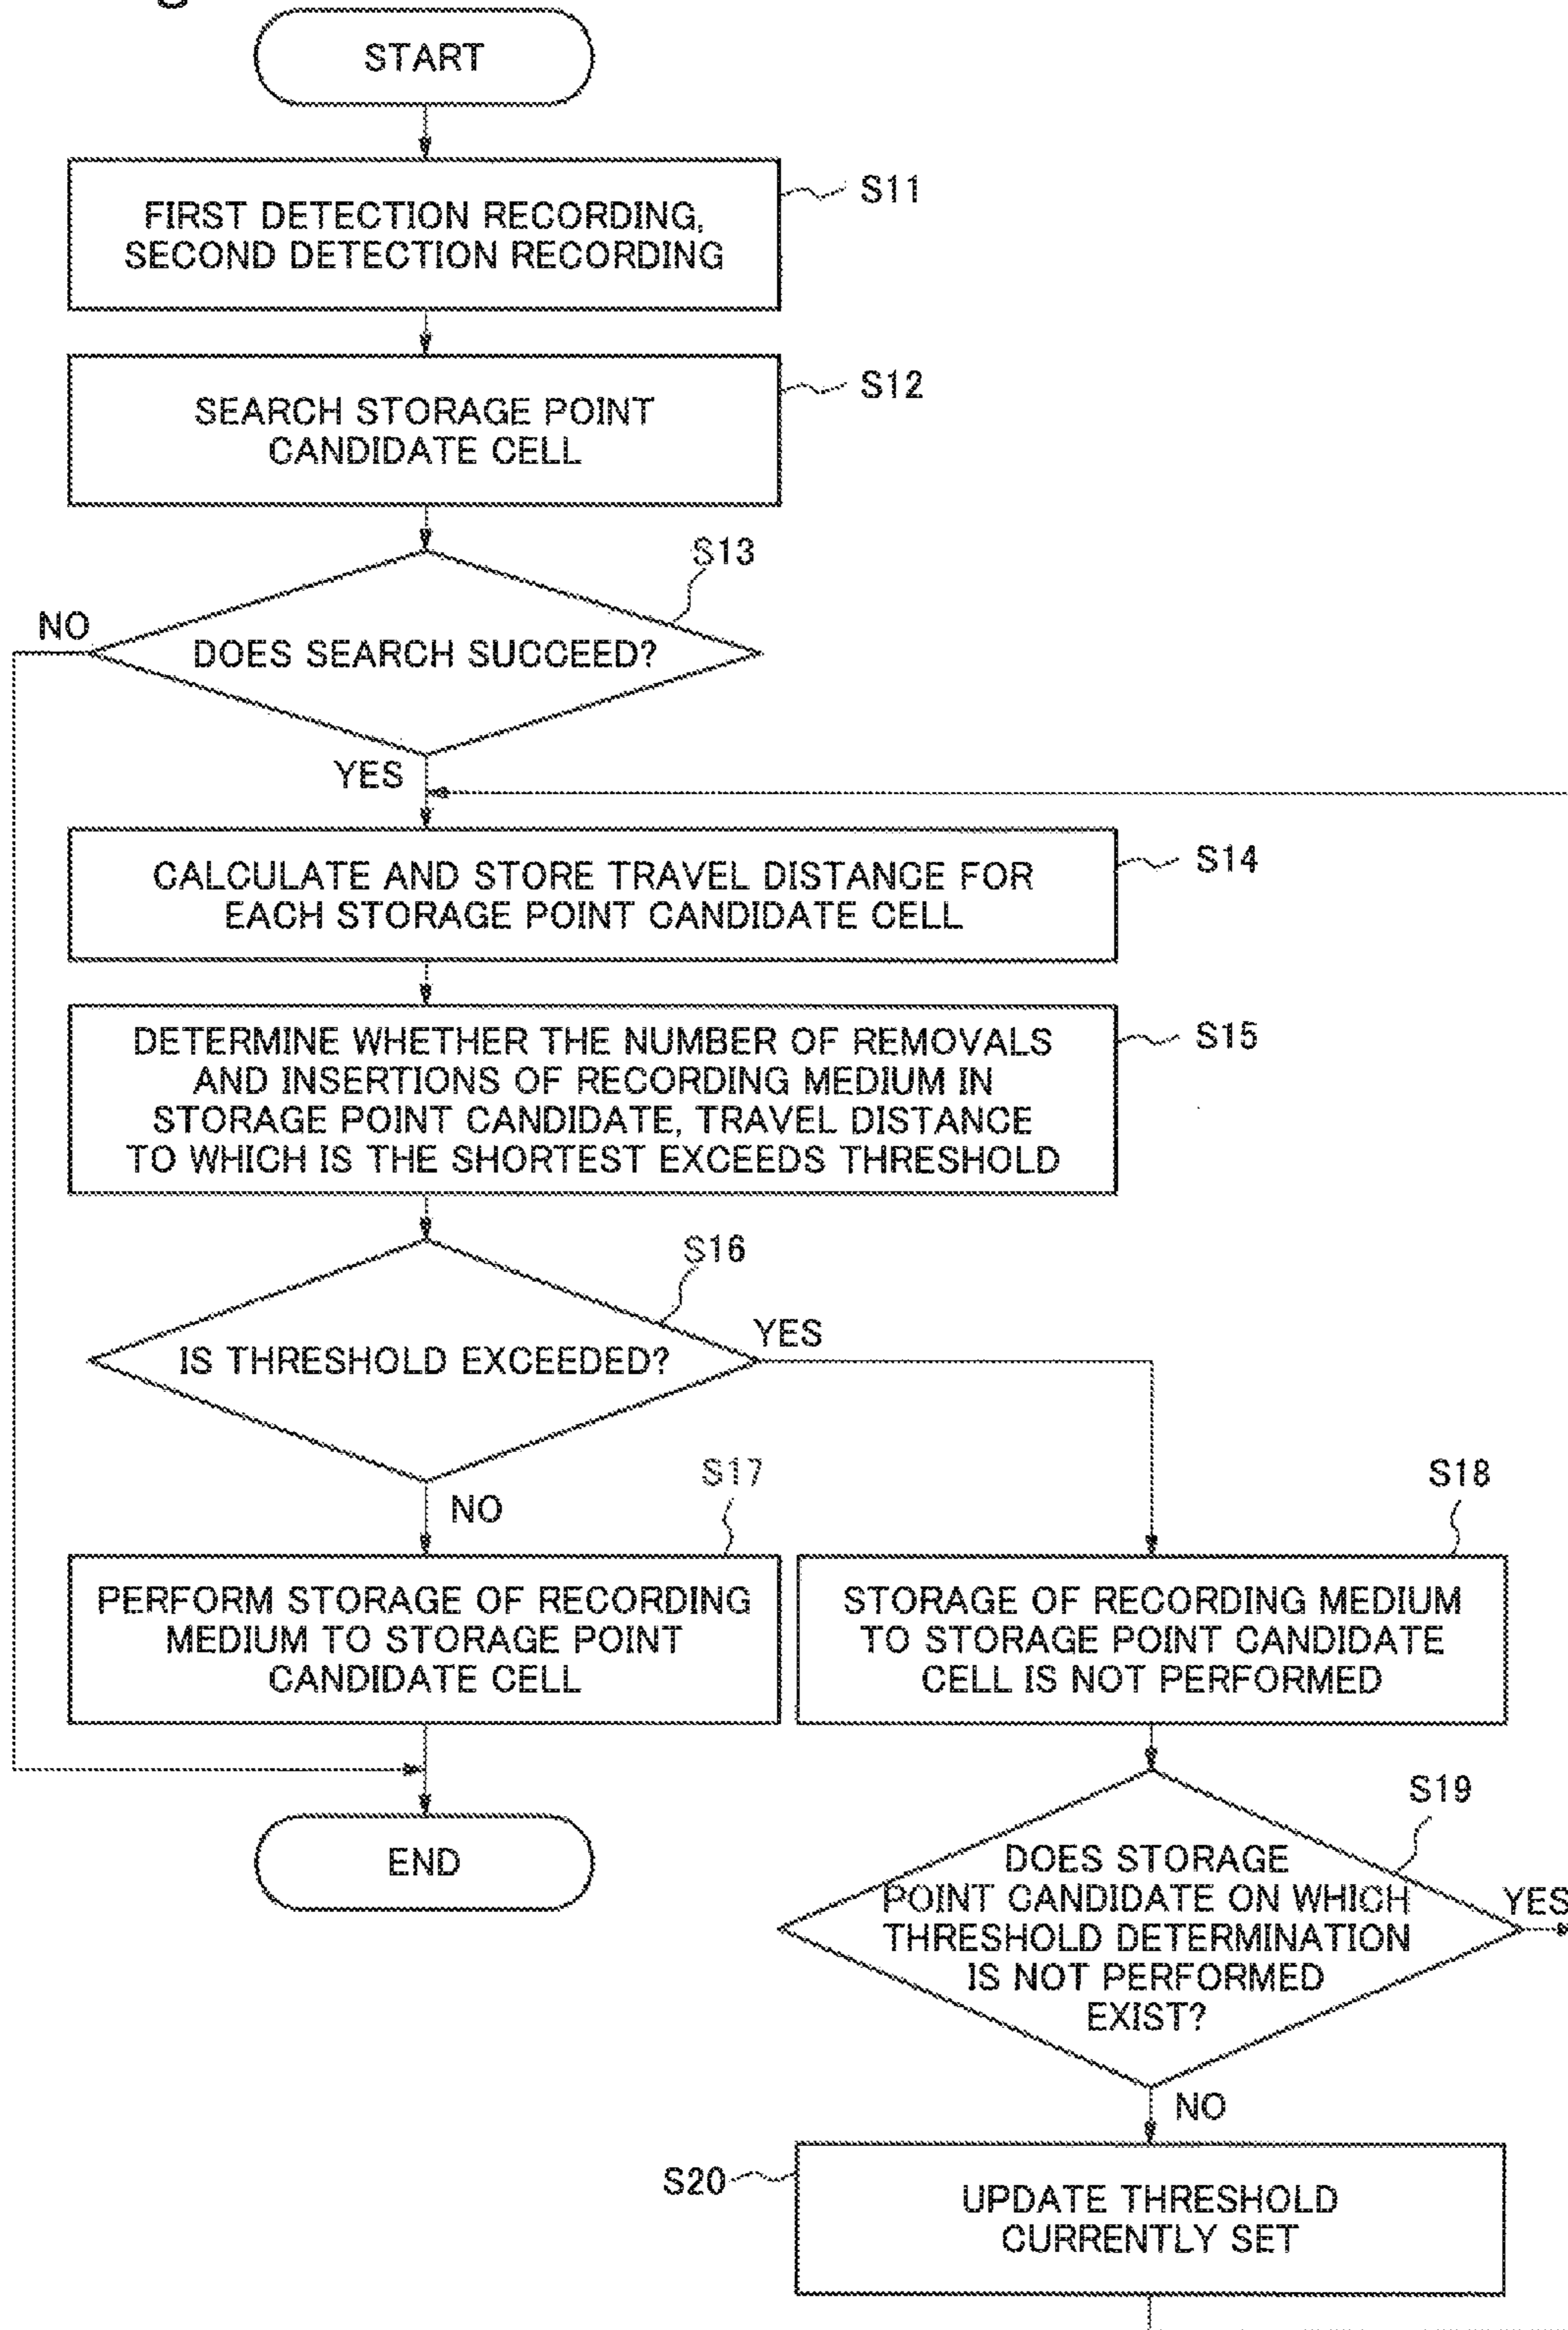 START
FIRST DETECTION RECORDING,
SECOND DETECTION RECORDING
S11
SEARCH STORAGE POINT
CANDIDATE CELL
S12
S13
NO
DOES SEARCH SUCCEED?
YES
CALCULATE AND STORE TRAVEL DISTANCE FOR
EACH STORAGE POINT CANDIDATE CELL
S14
DETERMINE WHETHER THE NUMBER OF REMOVALS
AND INSERTIONS OF RECORDING MEDIUM IN
STORAGE POINT CANDIDATE, TRAVEL DISTANCE
TO WHICH IS THE SHORTEST EXCEEDS THRESHOLD
S15
S16
IS THRESHOLD EXCEEDED?
YES
NO
S17
PERFORM STORAGE OF RECORDING
MEDIUM TO STORAGE POINT
CANDIDATE CELL
S18
STORAGE OF RECORDING MEDIUM
TO STORAGE POINT CANDIDATE
CELL IS NOT PERFORMED
END
S19
DOES STORAGE
POINT CANDIDATE ON WHICH
THRESHOLD DETERMINATION
IS NOT PERFORMED
EXIST?
YES
NO
S20
UPDATE THRESHOLD
CURRENTLY SET